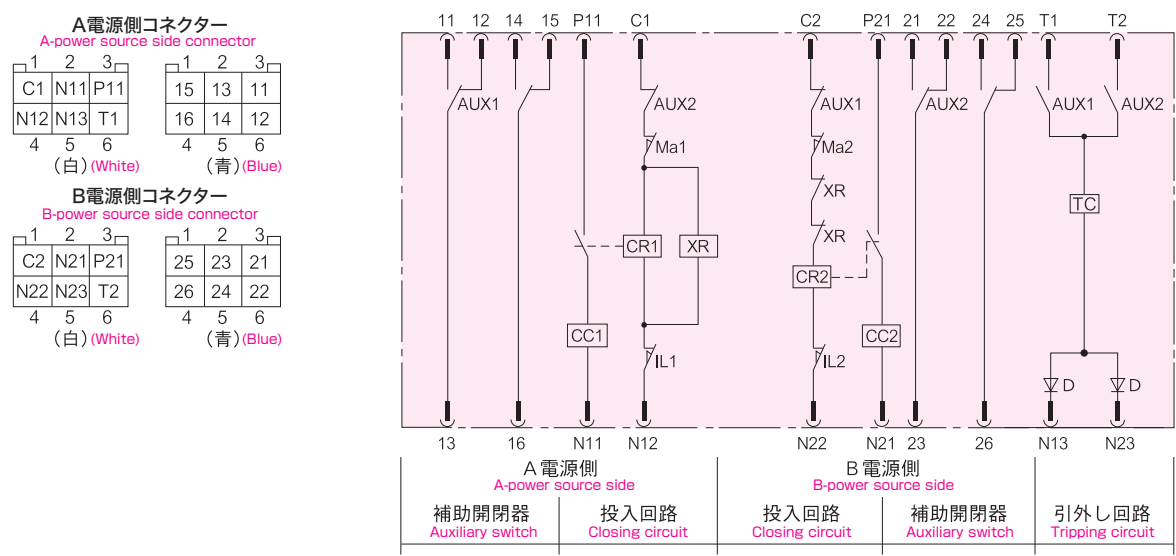 A電源側コネクター
A-power source side connector
1 2 3
C1 N11 P11
N12 N13 T1
4 5 6
(白) (White)
1 2 3
15 13 11
16 14 12
4 5 6
(青) (Blue)
B電源側コネクター
B-power source side connector
1 2 3
C2 N21 P21
N22 N23 T2
4 5 6
(白) (White)
1 2 3
25 23 21
26 24 22
4 5 6
(青) (Blue)
11 12 14 15 P11 C1 C2 P21 21 22 24 25 T1 T2
AUX1 AUX2 AUX1 AUX2 AUX1 AUX2
Ma1 Ma2
XR
TC
XR
CR1 XR
CR2
CC1 CC2
IL1 IL2
D D
13 16 N11 N12 N22 N21 23 26 N13 N23
A電源側
A-power source side
B電源側
B-power source side
補助開閉器
Auxiliary switch
投入回路
Closing circuit
投入回路
Closing circuit
補助開閉器
Auxiliary switch
引外し回路
Tripping circuit